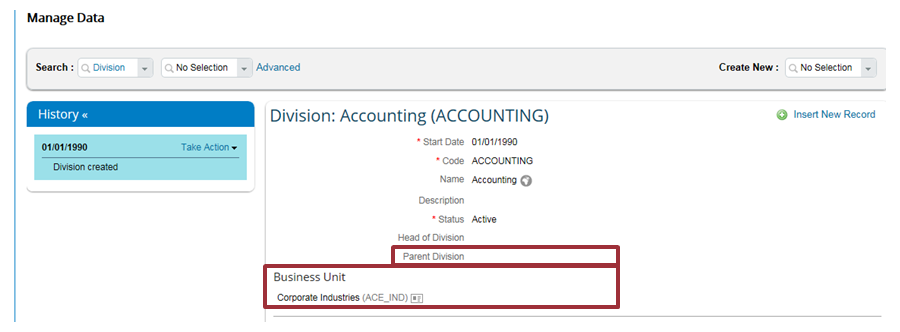 Manage Data
Search : Division No Selection Advanced Create New : No Selection
History «
01/01/1990 Take Action
Division created
Division: Accounting (ACCOUNTING)
Insert New Record
* Start Date 01/01/1990
* Code ACCOUNTING
Name Accounting
Description
* Status Active
Head of Division
Parent Division
Business Unit
Corporate Industries (ACE_IND)